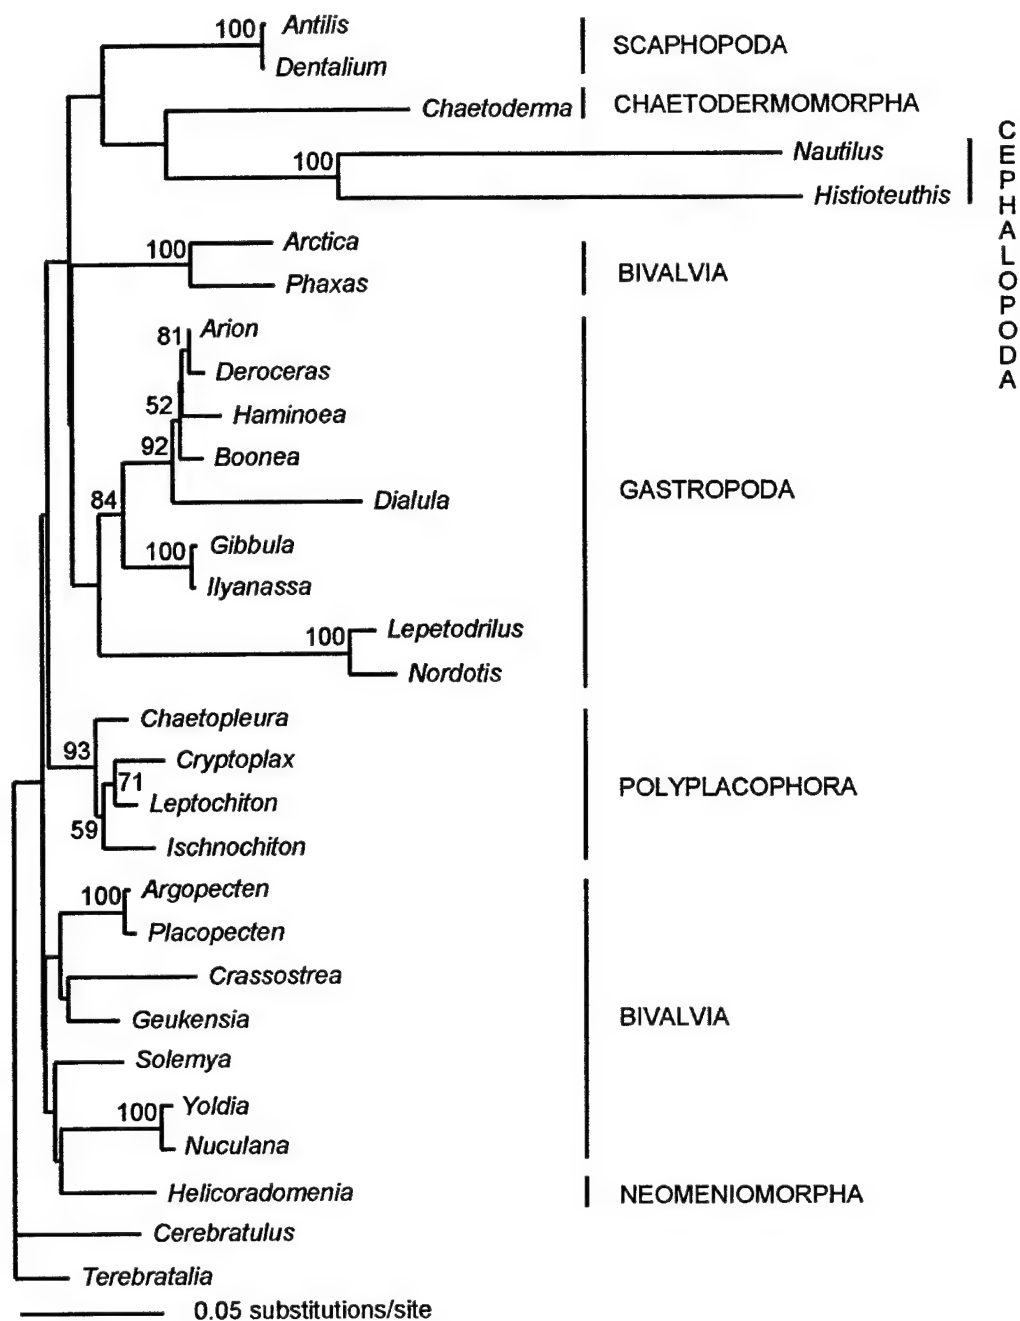 100 Antilis
Dentalium
SCAPHOPODA
Chaetoderma
CHAETODERMOMORPHA
100 Nautilus
Histioteuthis
CEPHALOPODA
100 Arctica
Phaxas
BIVALVIA
81 Arion
Deroceras
52 Haminoea
92 Boonea
84 Dialula
GASTROPODA
100 Gibbula
Ilyanassa
100 Lepetodrilus
Nordotis
Chaetopleura
93 Cryptoplax
71
Leptochiton
59
Ischnochiton
POLYPLACOPHORA
100 Argopecten
Placopecten
Crassostrea
Geukensia
BIVALVIA
Solemya
100 Yoldia
Nuculana
Helicoradomenia
NEOMENIOMORPHA
Cerebratulus
Terebratalia
0.05 substitutions/site